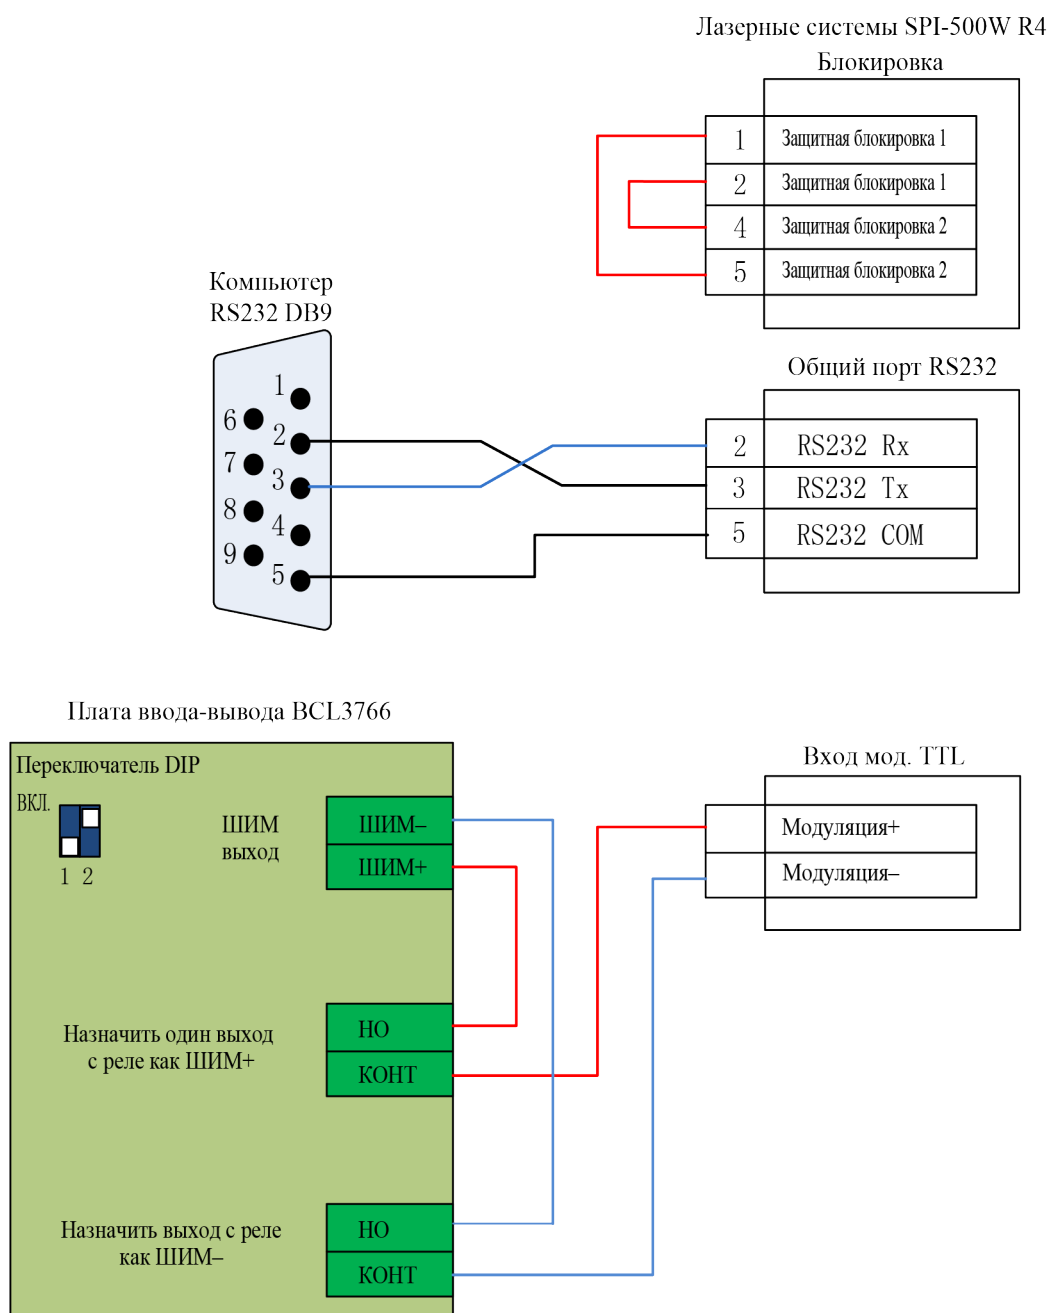 Лазерные системы SPI-500W R4
Блокировка
1 Защитная блокировка 1
2 Защитная блокировка 1
4 Защитная блокировка 2
5 Защитная блокировка 2
Компьютер
RS232 DB9
1
6
2
7
3
8
4
9
5
Общий порт RS232
2 RS232 Rx
3 RS232 Tx
5 RS232 COM
Плата ввода-вывода BCL3766
Переключатель DIP
ВКЛ.
1 2
ШИМ
выход
ШИМ–
ШИМ+
Назначить один выход
с реле как ШИМ+
НО
КОНТ
Назначить выход с реле
как ШИМ–
НО
КОНТ
Вход мод. TTL
Модуляция+
Модуляция–